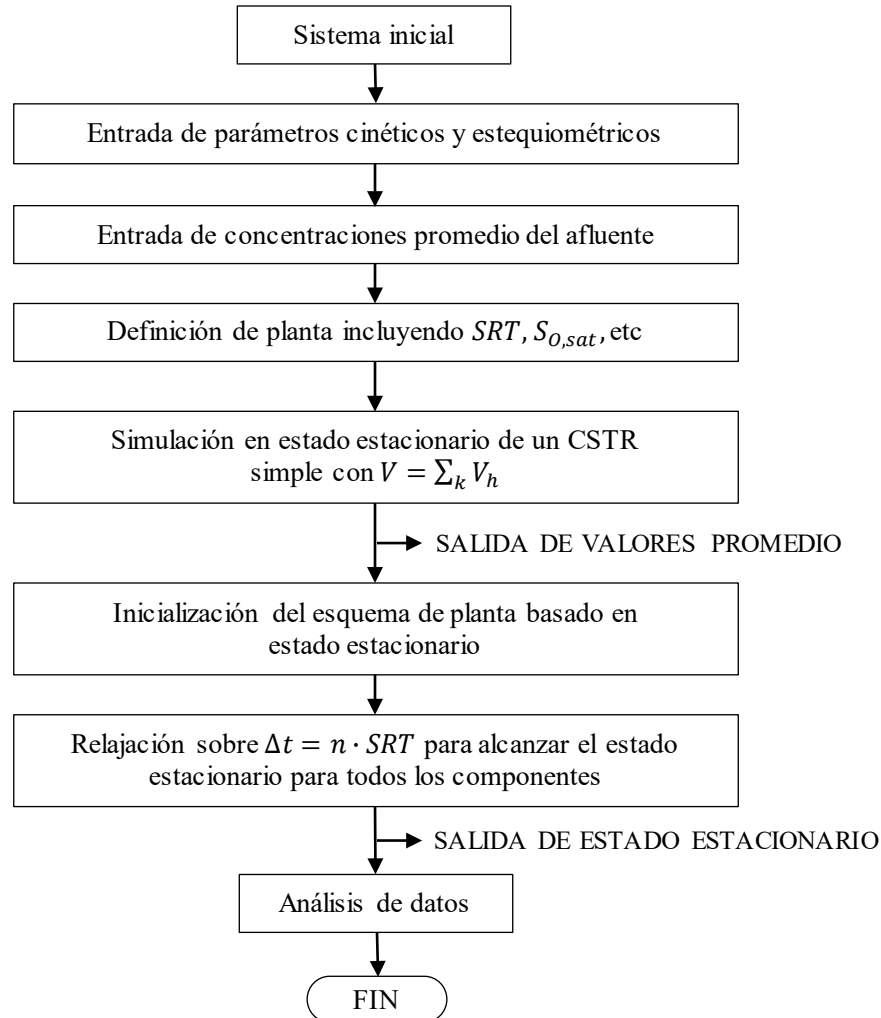 Sistema inicial
Entrada de parámetros cinéticos y estequiométricos
Entrada de concentraciones promedio del afluente
Definición de planta incluyendo SRT, S_{O,sat}, etc
Simulación en estado estacionario de un CSTR
simple con V = ∑_k V_h
SALIDA DE VALORES PROMEDIO
Inicialización del esquema de planta basado en
estado estacionario
Relajación sobre Δt = n · SRT para alcanzar el estado
estacionario para todos los componentes
SALIDA DE ESTADO ESTACIONARIO
Análisis de datos
FIN